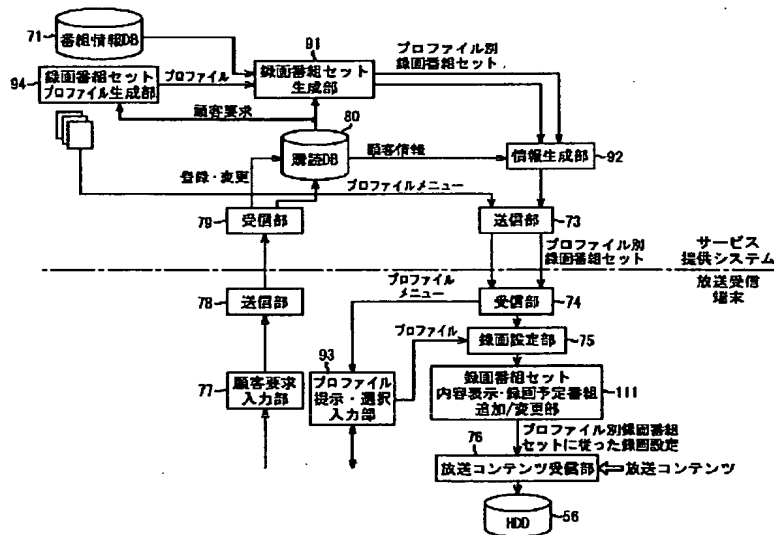 71
番組情報DB
94
録画番組セット
プロファイル生成部
プロファイル
91
録画番組セット
生成部
プロファイル別
録画番組セット
顧客要求
80
購読DB
顧客情報
情報生成部
92
登録・変更
プロファイルメニュー
79
受信部
送信部
73
プロファイル別
録画番組セット
サービス
提供システム
放送受信
端末
78
送信部
プロファイル
メニュー
受信部
74
プロファイル
録画設定部
75
77
顧客要求
入力部
93
プロファイル
提示・選択
入力部
録画番組セット
内容表示・録画予定番組
追加/変更部
111
プロファイル別録画番組
セットに従った録画設定
76
放送コンテンツ受信部
放送コンテンツ
HDD
56